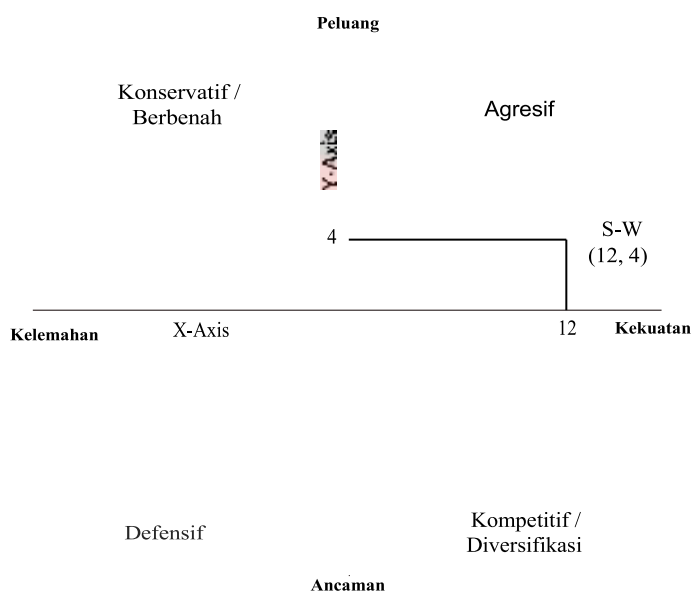 Peluang
Konservatif /
Berbenah
Agresif
Y-Axis
4
S-W
(12, 4)
Kelemahan
X-Axis
12
Kekuatan
Defensif
Kompetitif /
Diversifikasi
Ancaman